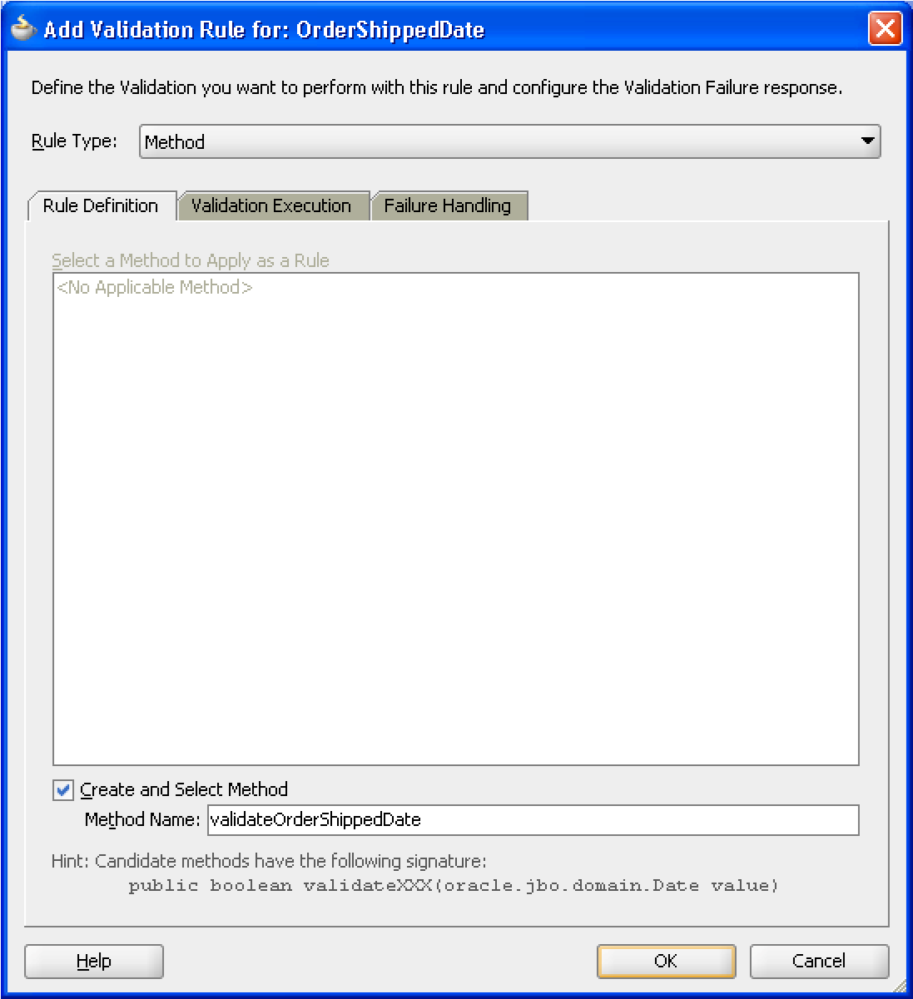 Add Validation Rule for: OrderShippedDate
Define the Validation you want to perform with this rule and configure the Validation Failure response.
Rule Type: Method
Rule Definition Validation Execution Failure Handling
Select a Method to Apply as a Rule
<No Applicable Method>
Create and Select Method
Method Name: validateOrderShippedDate
Hint: Candidate methods have the following signature:
public boolean validateXXX(oracle.jbo.domain.Date value)
Help OK Cancel